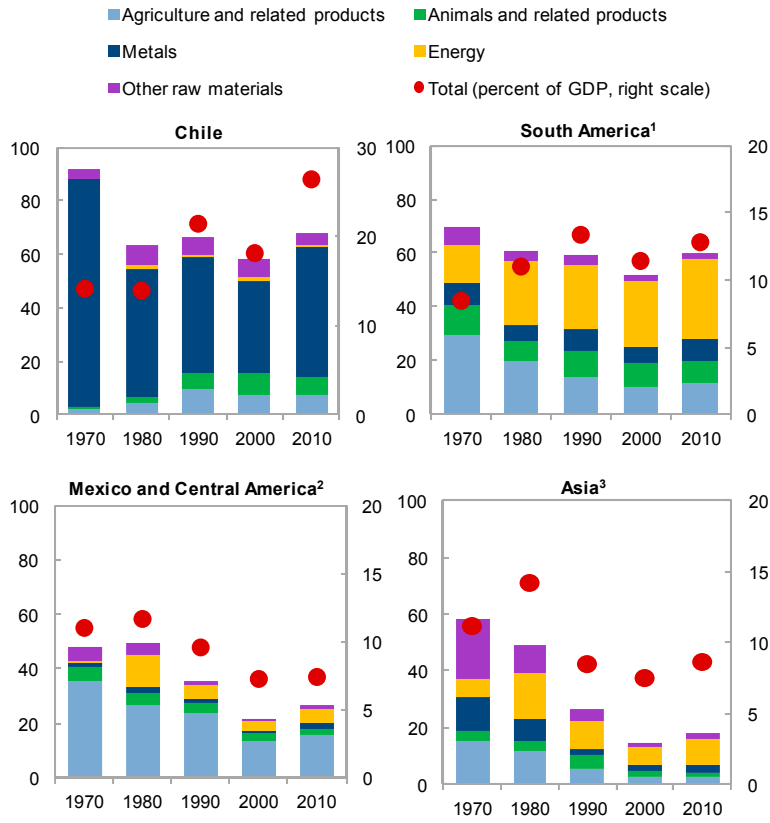 Agriculture and related products Animals and related products
Metals Energy
Other raw materials Total (percent of GDP, right scale)
Chile
100 30
80
20
60
40
10
20
0 0
1970 1980 1990 2000 2010
South America¹
100 20
80 15
60
10
40
5
20
0 0
1970 1980 1990 2000 2010
Mexico and Central America²
100 20
80 15
60
10
40
5
20
0 0
1970 1980 1990 2000 2010
Asia³
100 20
80 15
60
10
40
5
20
0 0
1970 1980 1990 2000 2010